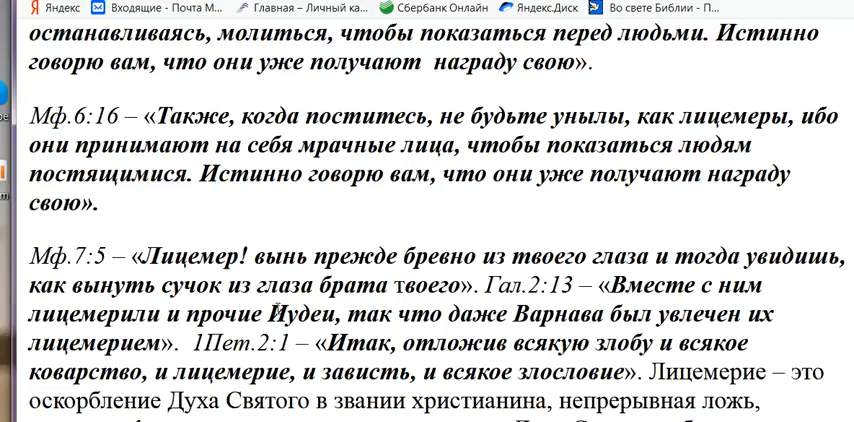 Яндекс Входящие - Почта М... Главная – Личный ка... Сбербанк Онлайн Яндекс.Диск Во свете Библии - П...
останавливаясь, молиться, чтобы показаться перед людьми. Истинно
говорю вам, что они уже получают награду свою».
Мф.6:16 – «Также, когда поститесь, не будьте унылы, как лицемеры, ибо
они принимают на себя мрачные лица, чтобы показаться людям
постящимися. Истинно говорю вам, что они уже получают награду
свою».
Мф.7:5 – «Лицемер! вынь прежде бревно из твоего глаза и тогда увидишь,
как вынуть сучок из глаза брата твоего». Гал.2:13 – «Вместе с ним
лицемерили и прочие Иудеи, так что даже Варнава был увлечен их
лицемерием». 1Пет.2:1 – «Итак, отложив всякую злобу и всякое
коварство, и лицемерие, и зависть, и всякое злословие». Лицемерие – это
оскорбление Духа Святого в звании христианина, непрерывная ложь,